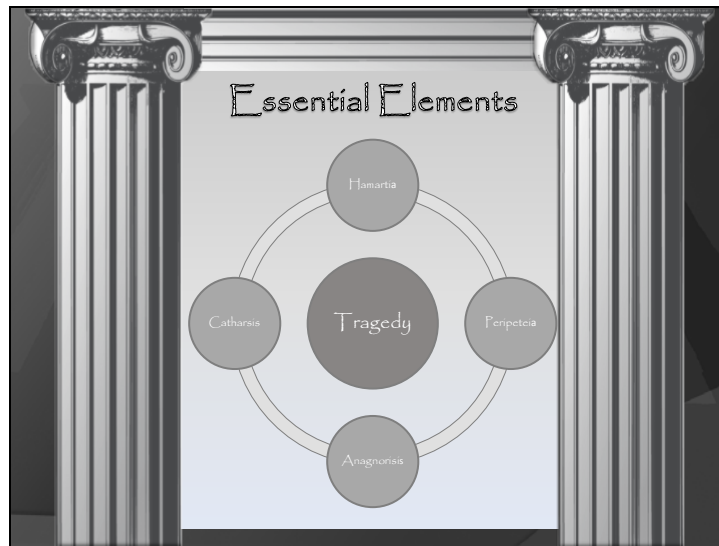 Essential Elements
Hamartia
Catharsis
Tragedy
Peripeteia
Anagnorisis